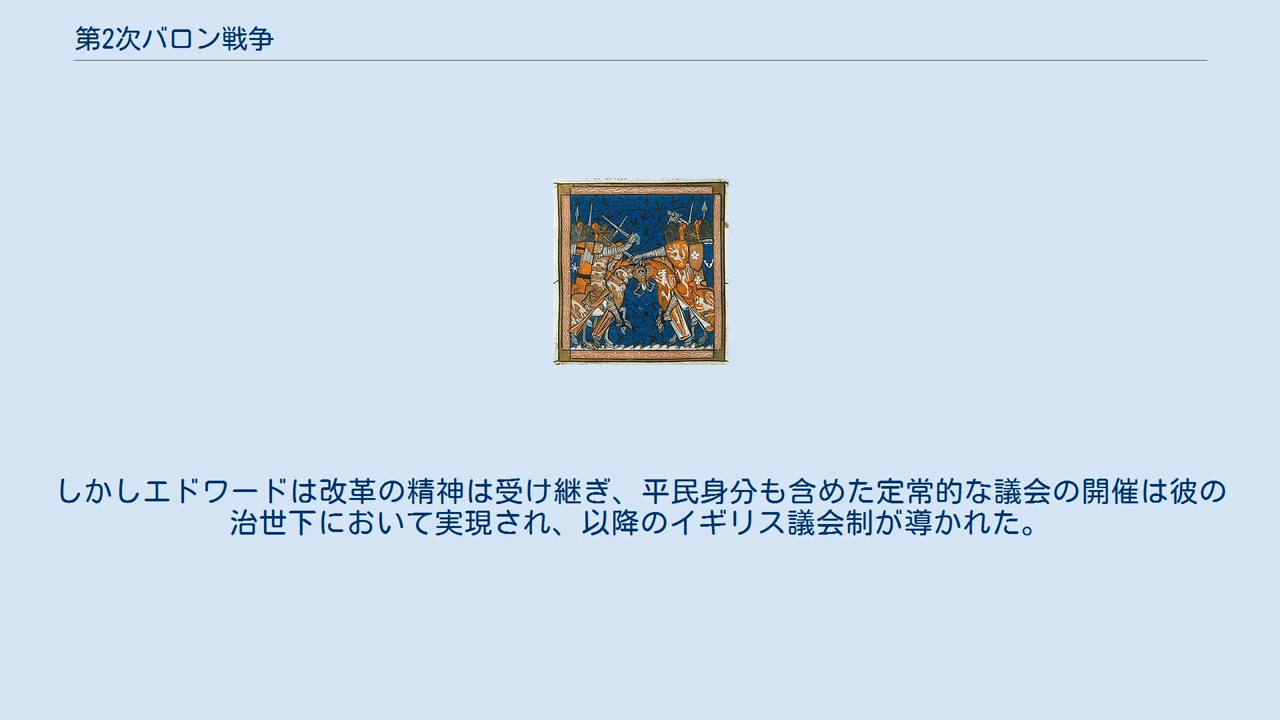 第2次バロン戦争
しかしエドワードは改革の精神は受け継ぎ、平民身分も含めた定常的な議会の開催は彼の
治世下において実現され、以降のイギリス議会制が導かれた。